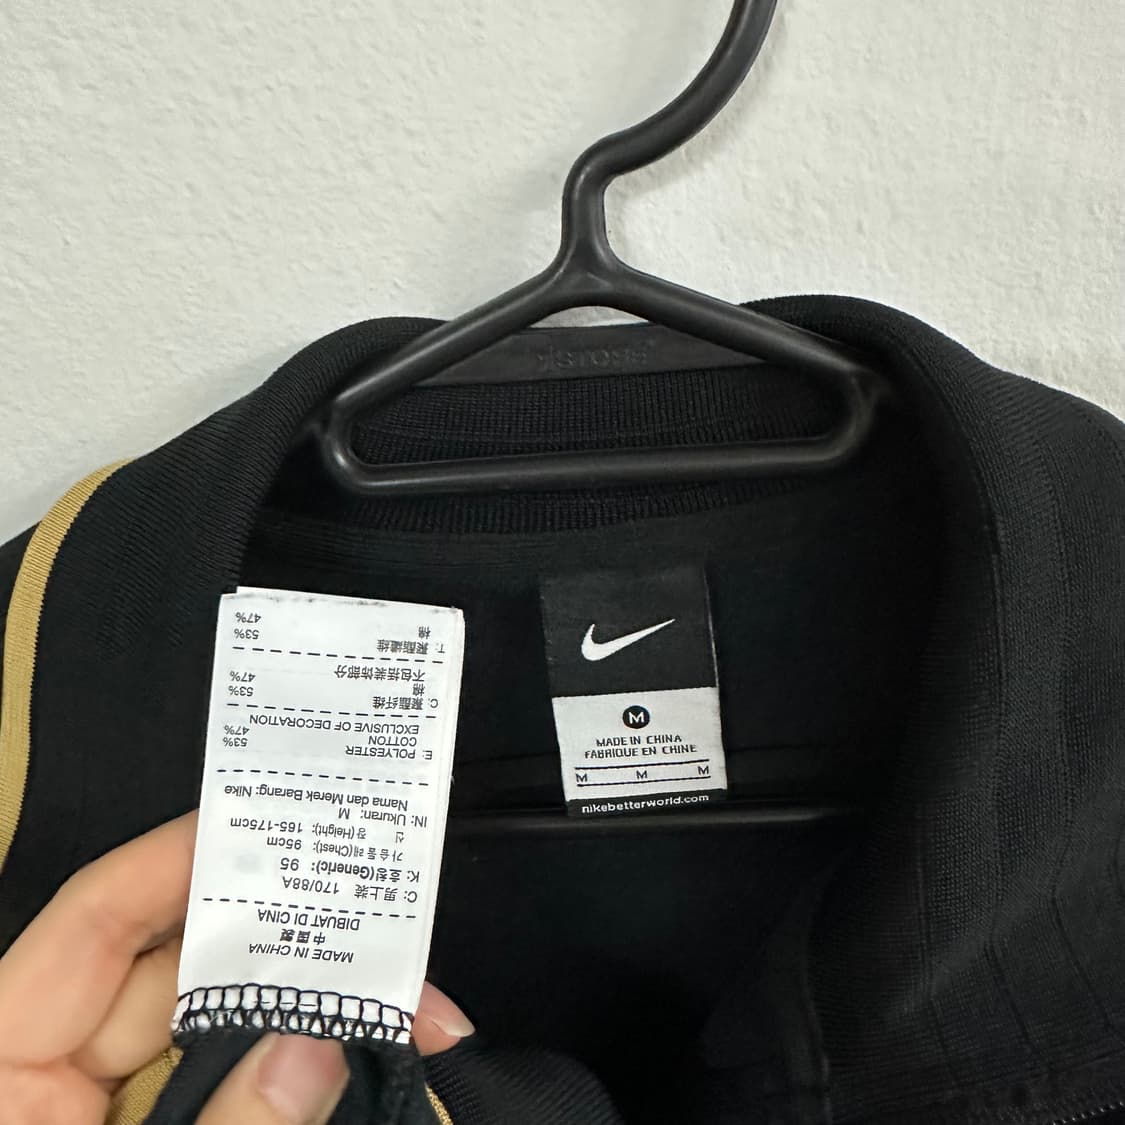 MADE IN CHINA
中国製
DIBUAT DI CINA
C: 男上装 170/88A
K: 호칭(Generic): 95
가슴둘레(Chest): 95cm
신 장(Height): 165-175cm
IN: Ukuran: M
Nama dan Merek Barang: Nike
E: POLYESTER 53%
COTTON 47%
EXCLUSIVE OF DECORATION
C: 聚酯纤维 53%
棉 47%
不包括装饰部分
T: 聚酯纖維 53%
棉 47%
M
MADE IN CHINA
FABRIQUE EN CHINE
M M M
nikebetterworld.com